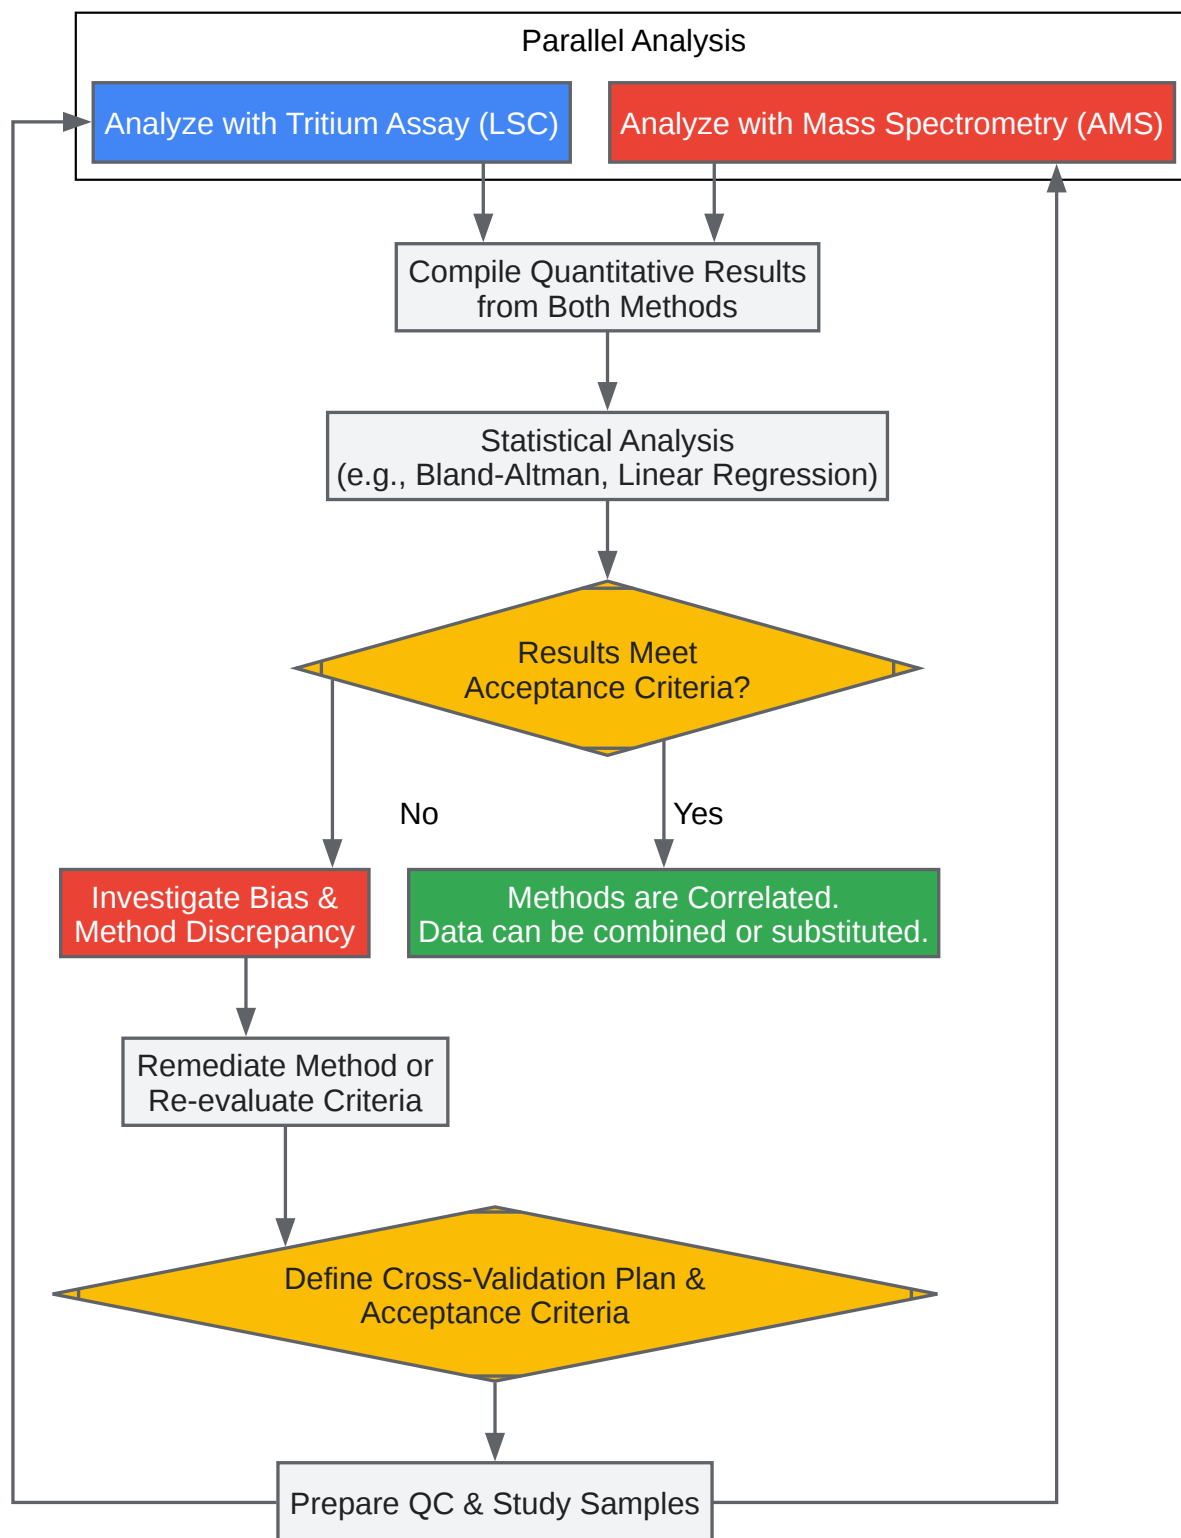 Parallel Analysis
Analyze with Tritium Assay (LSC)
Analyze with Mass Spectrometry (AMS)
Compile Quantitative Results
from Both Methods
Statistical Analysis
(e.g., Bland-Altman, Linear Regression)
Results Meet
Acceptance Criteria?
No
Yes
Investigate Bias &
Method Discrepancy
Methods are Correlated.
Data can be combined or substituted.
Remediate Method or
Re-evaluate Criteria
Define Cross-Validation Plan &
Acceptance Criteria
Prepare QC & Study Samples